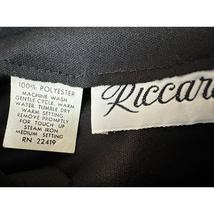 100% POLYESTER
MACHINE WASH
GENTLE CYCLE, WARM
WATER, TUMBLE DRY
WARM SETTING
REMOVE PROMPTLY
FOR TOUCH UP
STEAM IRON
MEDIUM SETTING
RN 22419
Riccar